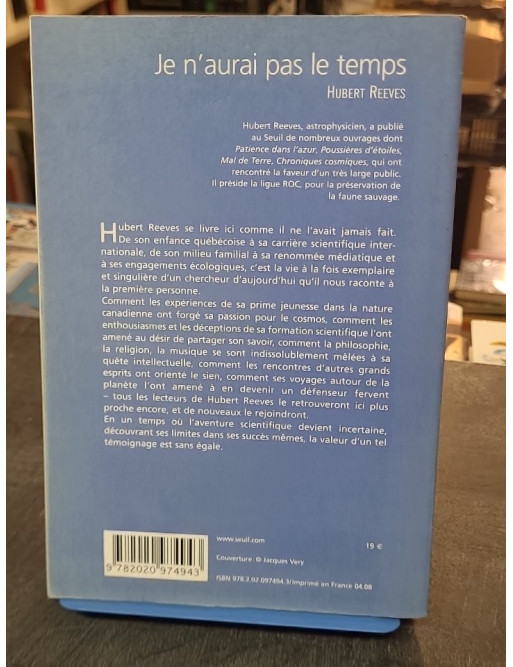 Je n'aurai pas le temps
HUBERT REEVES
Hubert Reeves, astrophysicien, a publié
au Seuil de nombreux ouvrages dont
Patience dans l'azur, Poussières d'étoiles,
Mal de Terre, Chroniques cosmiques, qui ont
rencontré la faveur d'un très large public.
Il préside la ligue ROC, pour la préservation de
la faune sauvage.
Hubert Reeves se livre ici comme il ne l'avait jamais fait.
De son enfance québécoise à sa carrière scientifique inter-
nationale, de son milieu familial à sa renommée médiatique et
à ses engagements écologiques, c'est la vie à la fois exemplaire
et singulière d'un chercheur d'aujourd'hui qu'il nous raconte à
la première personne.
Comment les expériences de sa prime jeunesse dans la nature
canadienne ont forgé sa passion pour le cosmos, comment les
enthousiasmes et les déceptions de sa formation scientifique l'ont
amené au désir de partager son savoir, comment la philosophie,
la religion, la musique se sont indissolublement mêlées à sa
quête intellectuelle, comment les rencontres d'autres grands
esprits ont orienté le sien, comment ses voyages autour de la
planète l'ont amené à en devenir un défenseur fervent
– tous les lecteurs de Hubert Reeves le retrouveront ici plus
proche encore, et de nouveaux le rejoindront.
En un temps où l'aventure scientifique devient incertaine,
découvrant ses limites dans ses succès mêmes, la valeur d'un tel
témoignage est sans égale.
www.seuil.com
19 €
Couverture : © Jacques Very
9 782020 974943
ISBN 978.2.02.097494.3/Imprimé en France 04.08